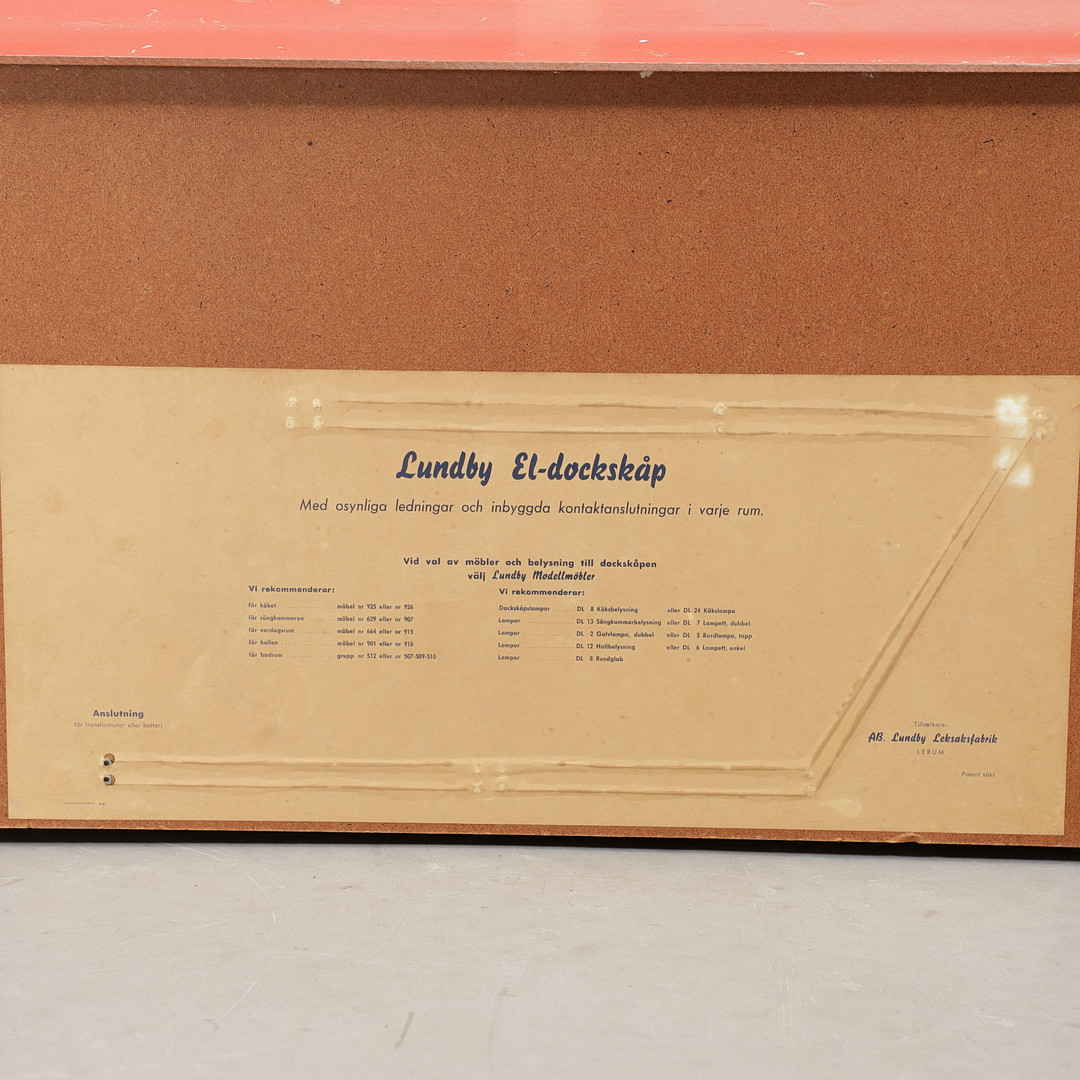 Lundby El-dockskåp
Med osynliga ledningar och inbyggda kontaktanslutningar i varje rum.
Vid val av möbler och belysning till dockskåpen
välj Lundby Modellmöbler
Vi rekommenderar:
för köket möbel nr 925 eller nr 926
för sängkammaren möbel nr 629 eller nr 907
för vardagsrum möbel nr 664 eller nr 915
för hallen möbel nr 901 eller nr 916
för badrum grupp nr 512 eller nr 507-509-510
Vi rekommenderar:
Dockskåpslampor DL 8 Köksbelysning eller DL 24 Kökslampa
Lampor DL 13 Sängkammarbelysning eller DL 7 Lampett, dubbel
Lampor DL 2 Golvlampa, dubbel eller DL 5 Bordlampa, topp
Lampor DL 12 Hallbelysning eller DL 6 Lampett, enkel
Lampor DL 8 Rundglob
Anslutning
för transformator eller batteri
Tillverkare:
AB. Lundby Leksaksfabrik
LERUM
Patent sökt